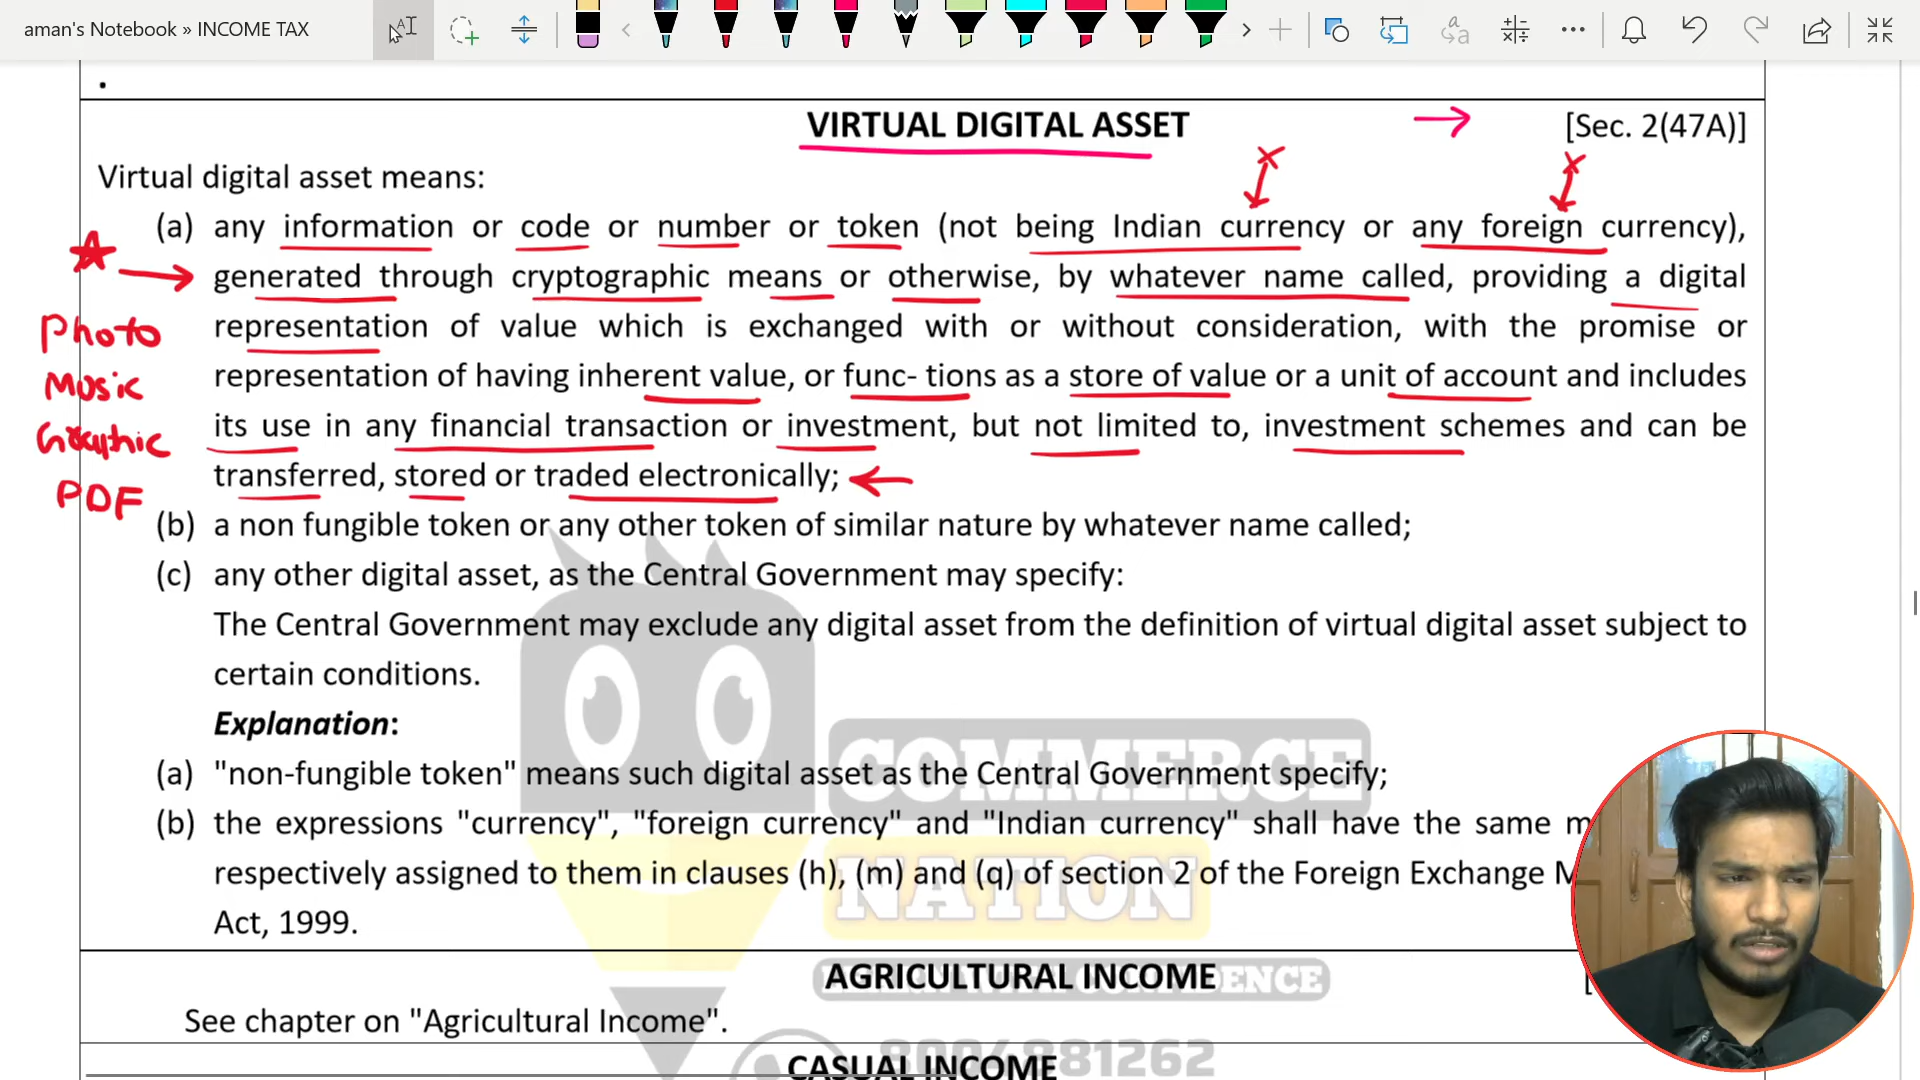 aman's Notebook » INCOME TAX
.
VIRTUAL DIGITAL ASSET
[Sec. 2(47A)]
Virtual digital asset means:
(a) any information or code or number or token (not being Indian currency or any foreign currency),
generated through cryptographic means or otherwise, by whatever name called, providing a digital
representation of value which is exchanged with or without consideration, with the promise or
representation of having inherent value, or func- tions as a store of value or a unit of account and includes
its use in any financial transaction or investment, but not limited to, investment schemes and can be
transferred, stored or traded electronically;
Photo
Music
Graphic
PDF
(b) a non fungible token or any other token of similar nature by whatever name called;
(c) any other digital asset, as the Central Government may specify:
The Central Government may exclude any digital asset from the definition of virtual digital asset subject to
certain conditions.
Explanation:
(a) "non-fungible token" means such digital asset as the Central Government specify;
(b) the expressions "currency", "foreign currency" and "Indian currency" shall have the same m
respectively assigned to them in clauses (h), (m) and (q) of section 2 of the Foreign Exchange M
Act, 1999.
COMMERCE
NATION
AGRICULTURAL INCOME
[
See chapter on "Agricultural Income".
CASUAL INCOME